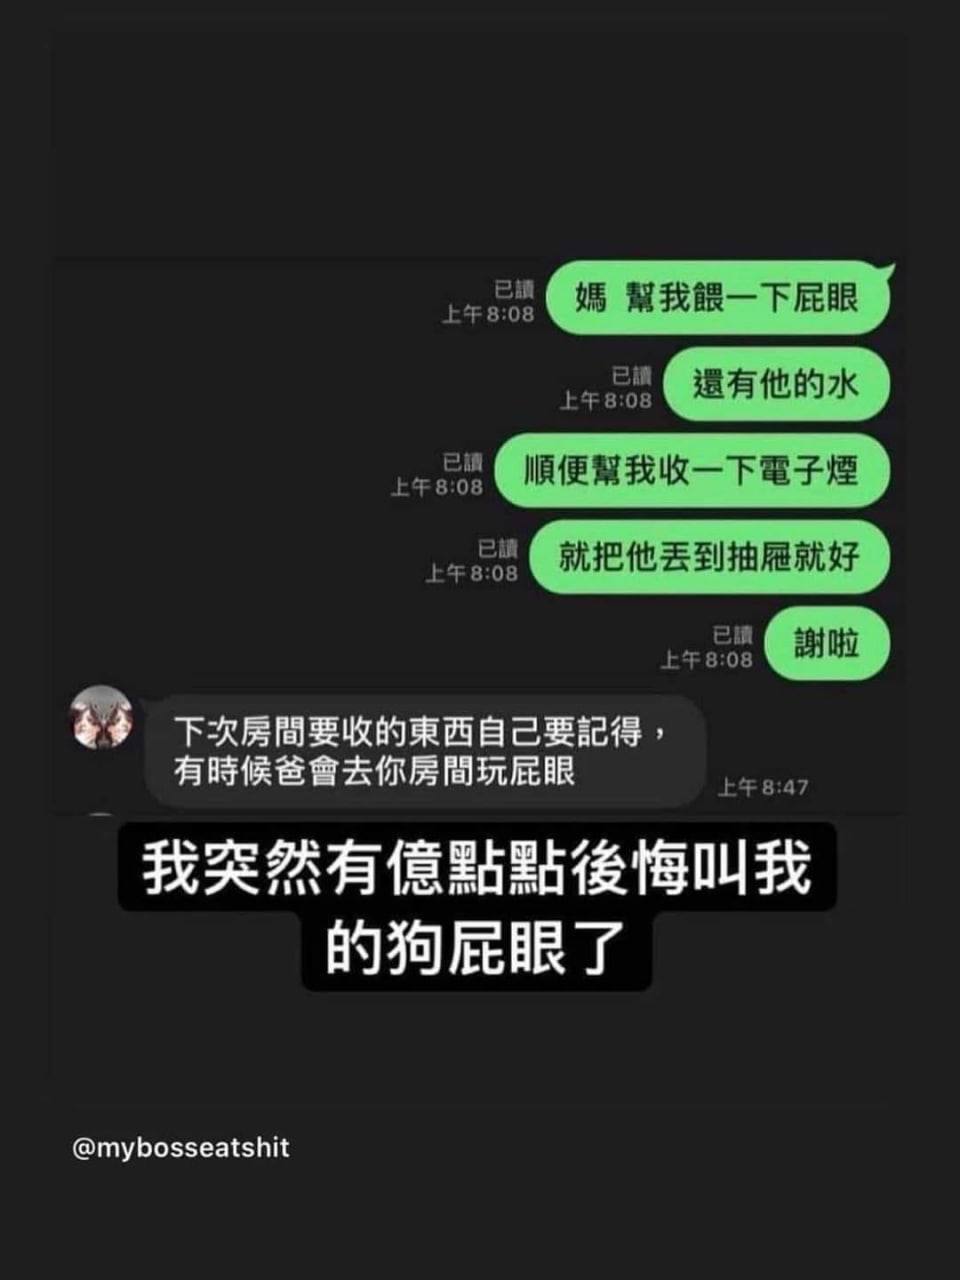 媽 幫我餵一下屁眼
已讀
上午 8:08
還有他的水
已讀
上午 8:08
順便幫我收一下電子煙
已讀
上午 8:08
就把他丟到抽屜就好
已讀
上午 8:08
謝啦
已讀
上午 8:08
下次房間要收的東西自己要記得，
有時候爸會去你房間玩屁眼
上午 8:47
我突然有億點點後悔叫我
的狗屁眼了
@mybosseatshit